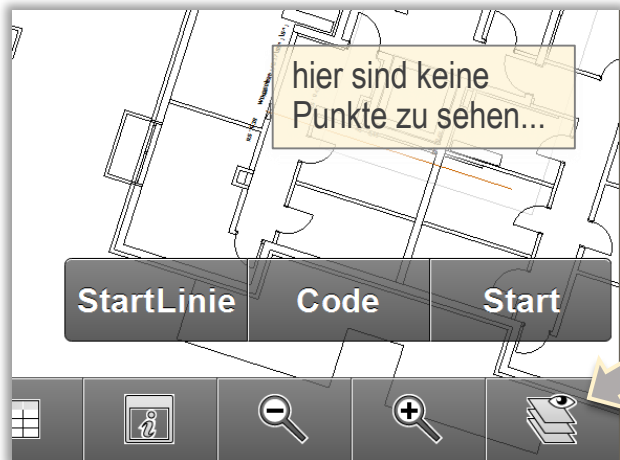 hier sind keine
Punkte zu sehen...
StartLinie
Code
Start